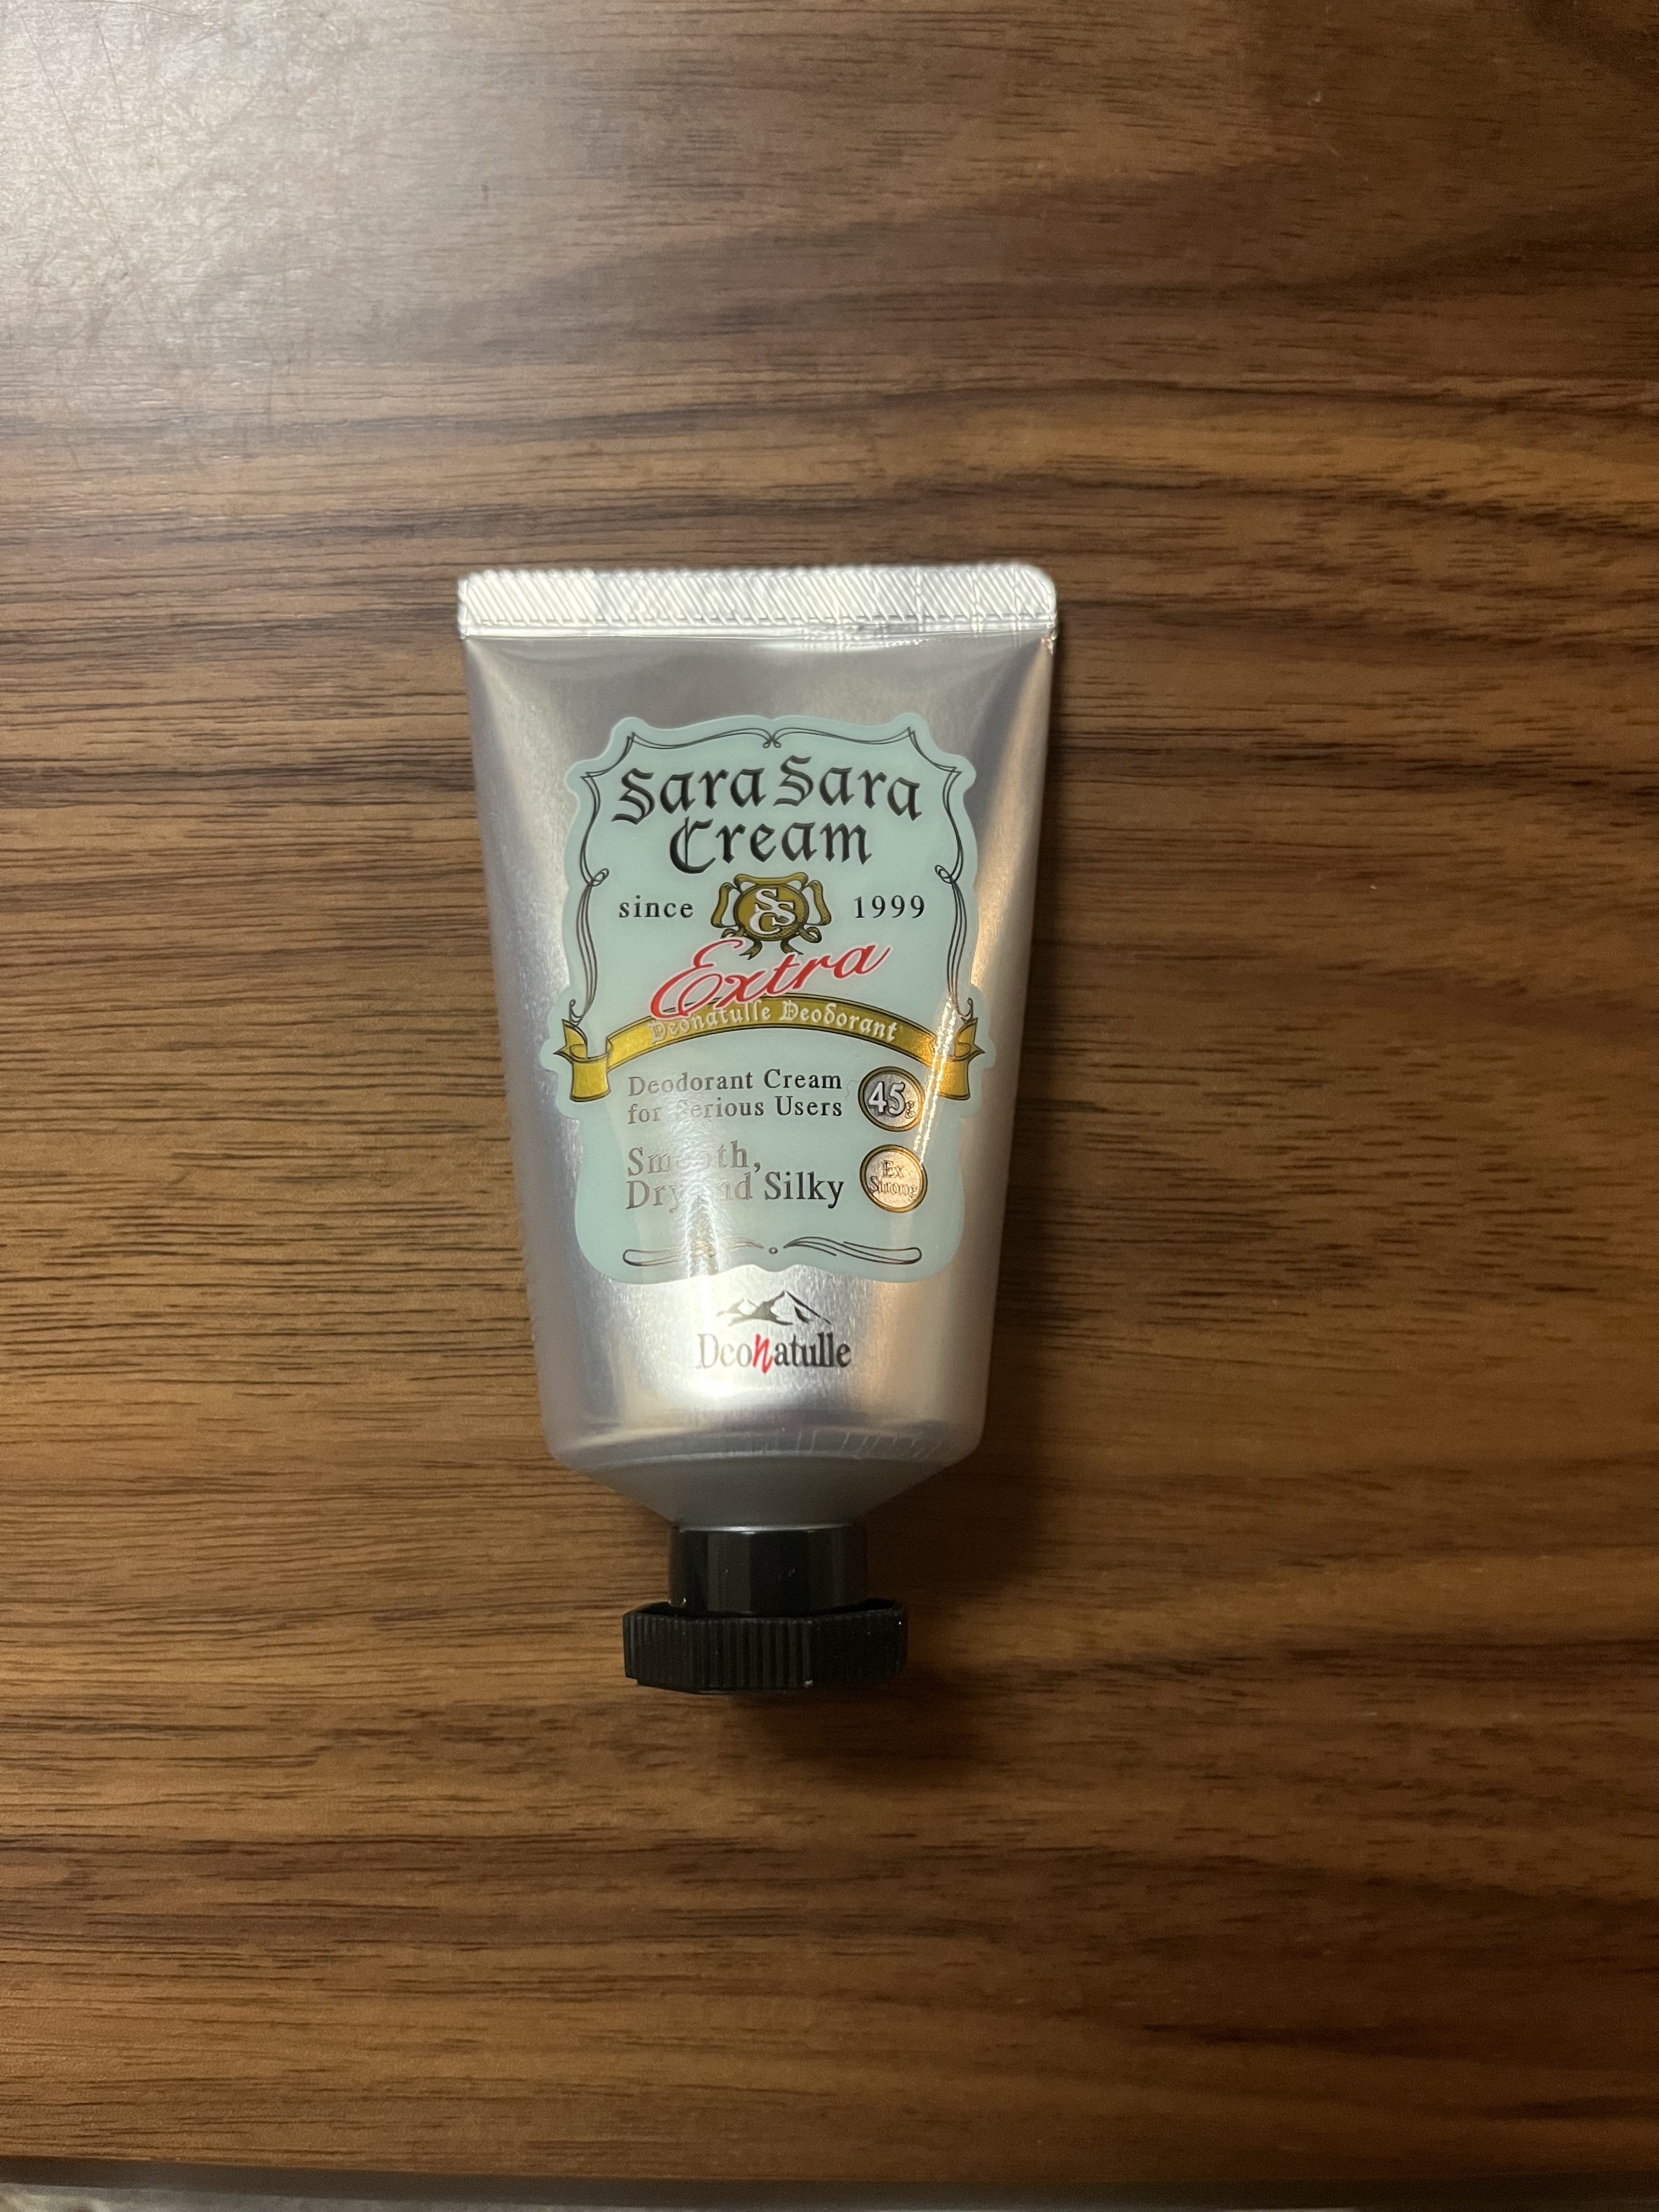 Sara Sara
Cream
since SSC 1999
Extra
Deonatulle Deodorant
Deodorant Cream
for Serious Users
45g
Smooth,
Dry and Silky
Ex
Strong
Deonatulle